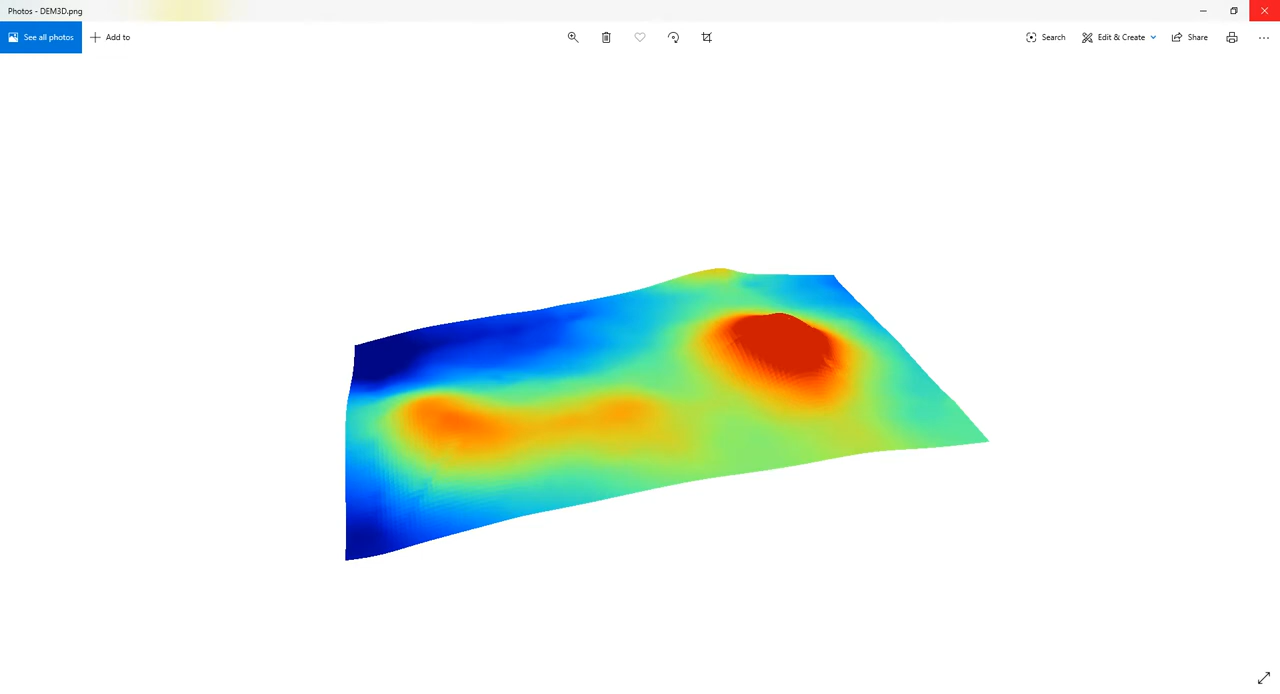 Photos - DEM3D.png
See all photos
Add to
Search
Edit & Create
Share